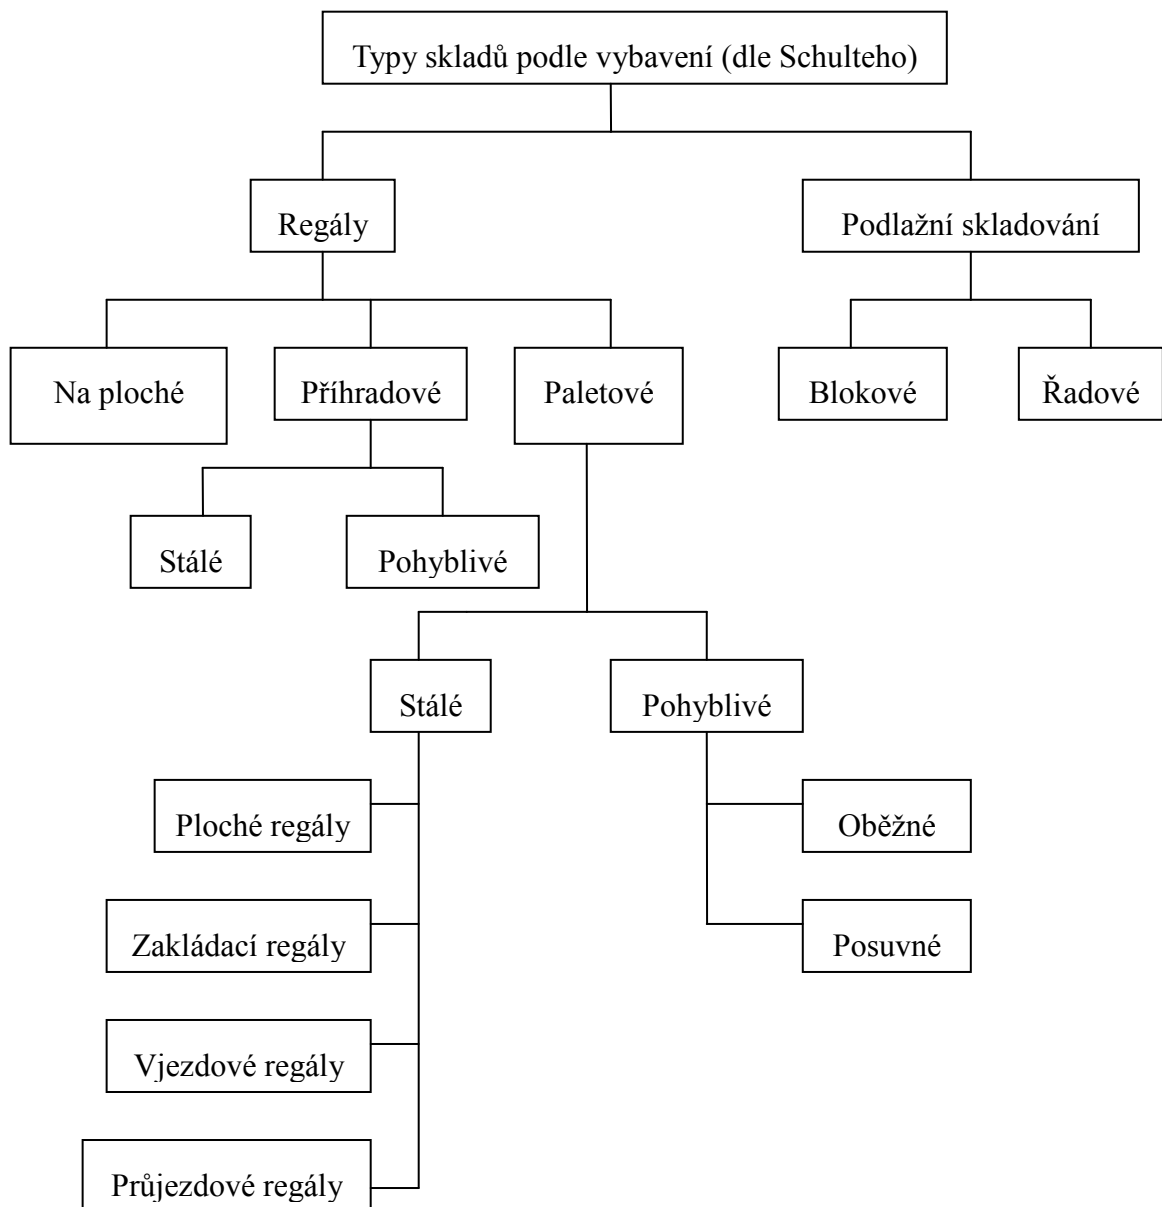 Typy skladů podle vybavení (dle Schulteho)
Regály
Podlažní skladování
Na ploché
Příhradové
Paletové
Blokové
Řadové
Stálé
Pohyblivé
Stálé
Pohyblivé
Ploché regály
Oběžné
Zakládací regály
Posuvné
Vjezdové regály
Průjezdové regály